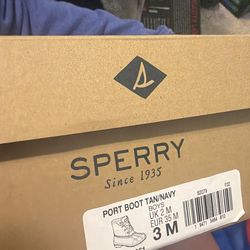 SPERRY
Since 1935
PORT BOOT TAN/NAVY
BOYS
UK 2 M
EUR 35 M
3 M